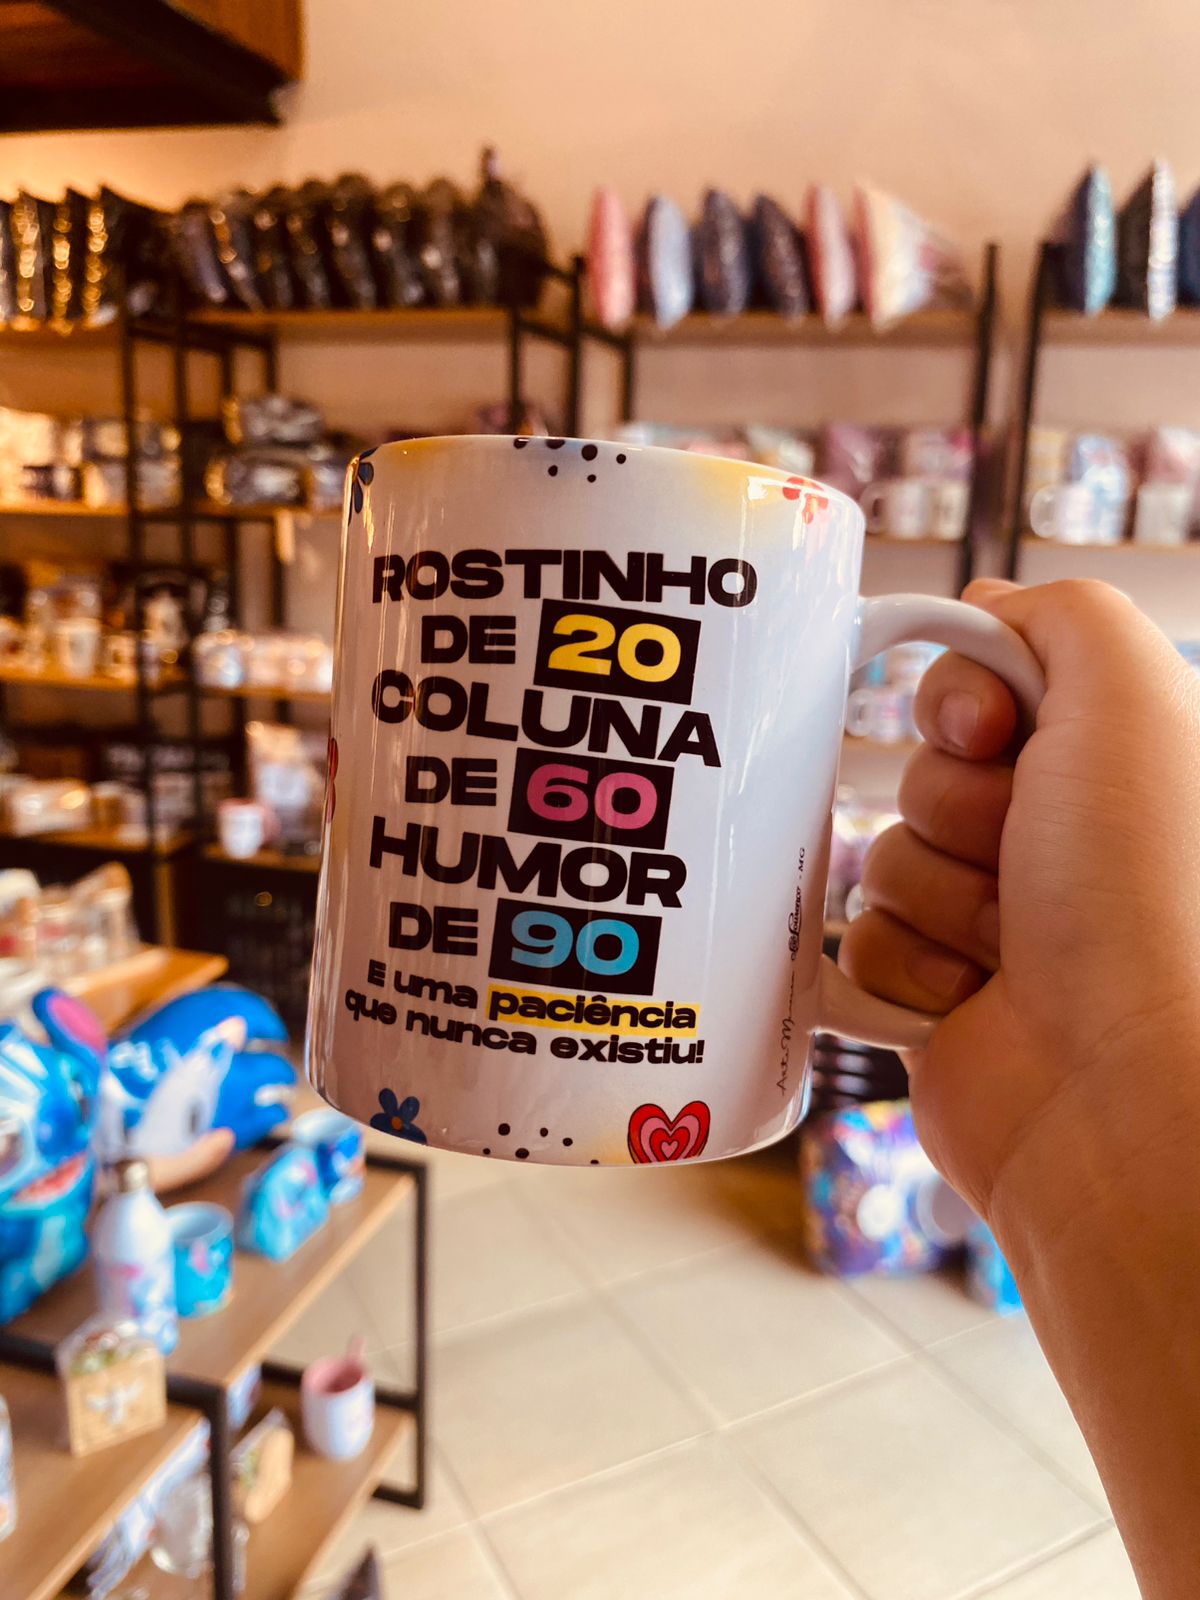 ROSTINHO
DE 20
COLUNA
DE 60
HUMOR
DE 90
E uma paciência
que nunca existiu!